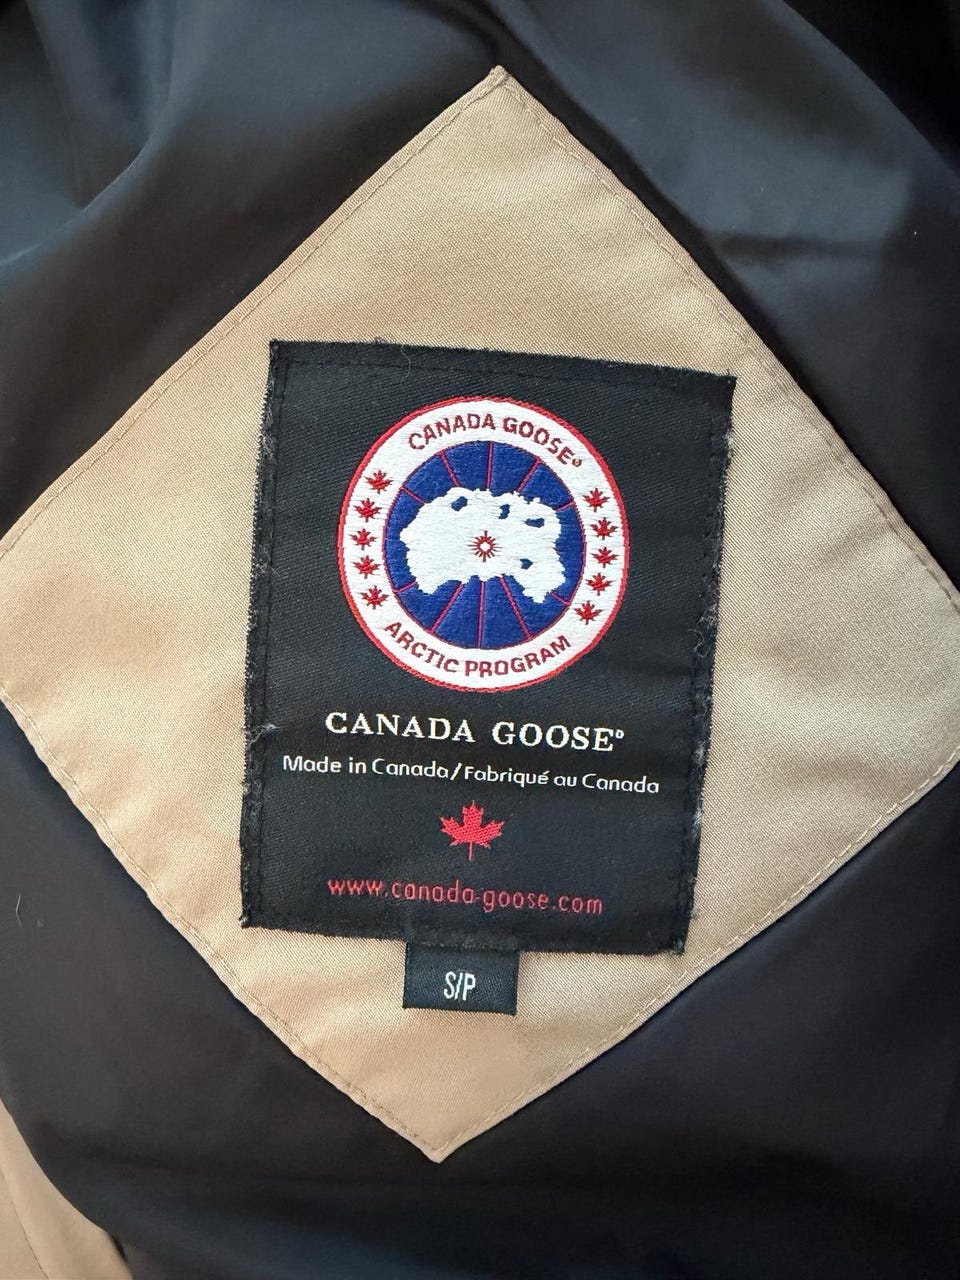 CANADA GOOSE®
ARCTIC PROGRAM
CANADA GOOSE®
Made in Canada/Fabriqué au Canada
www.canada-goose.com
S/P